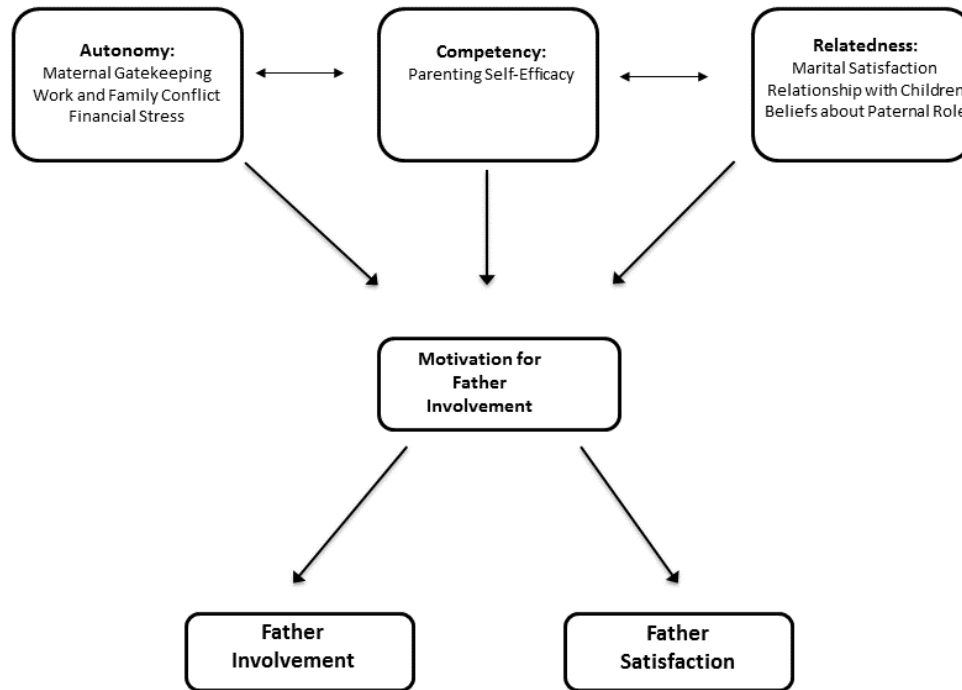 Autonomy:
Maternal Gatekeeping
Work and Family Conflict
Financial Stress
Competency:
Parenting Self-Efficacy
Relatedness:
Marital Satisfaction
Relationship with Children
Beliefs about Paternal Role
Motivation for
Father
Involvement
Father
Involvement
Father
Satisfaction